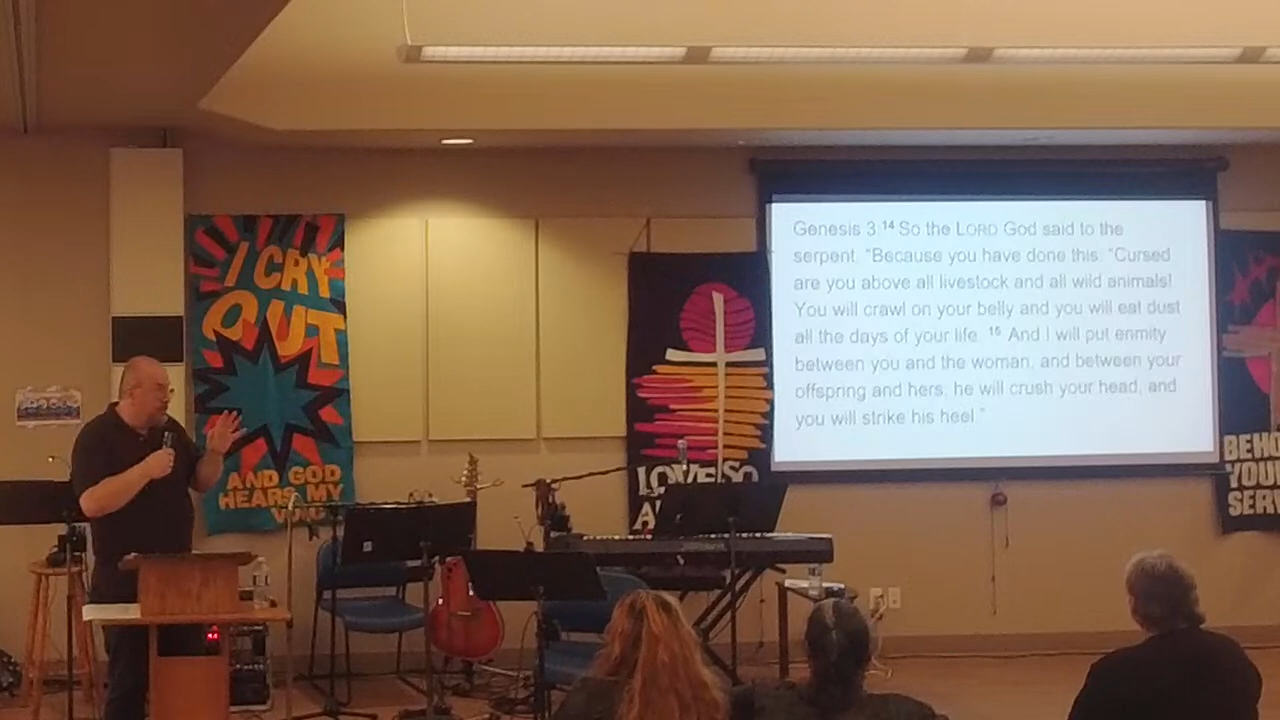 I CRY
OUT
AND GOD
HEARS MY
LOVE SO
Genesis 3:14 So the LORD God said to the
serpent, "Because you have done this, "Cursed
are you above all livestock and all wild animals!
You will crawl on your belly and you will eat dust
all the days of your life. 15 And I will put enmity
between you and the woman, and between your
offspring and hers; he will crush your head, and
you will strike his heel."
YOUR